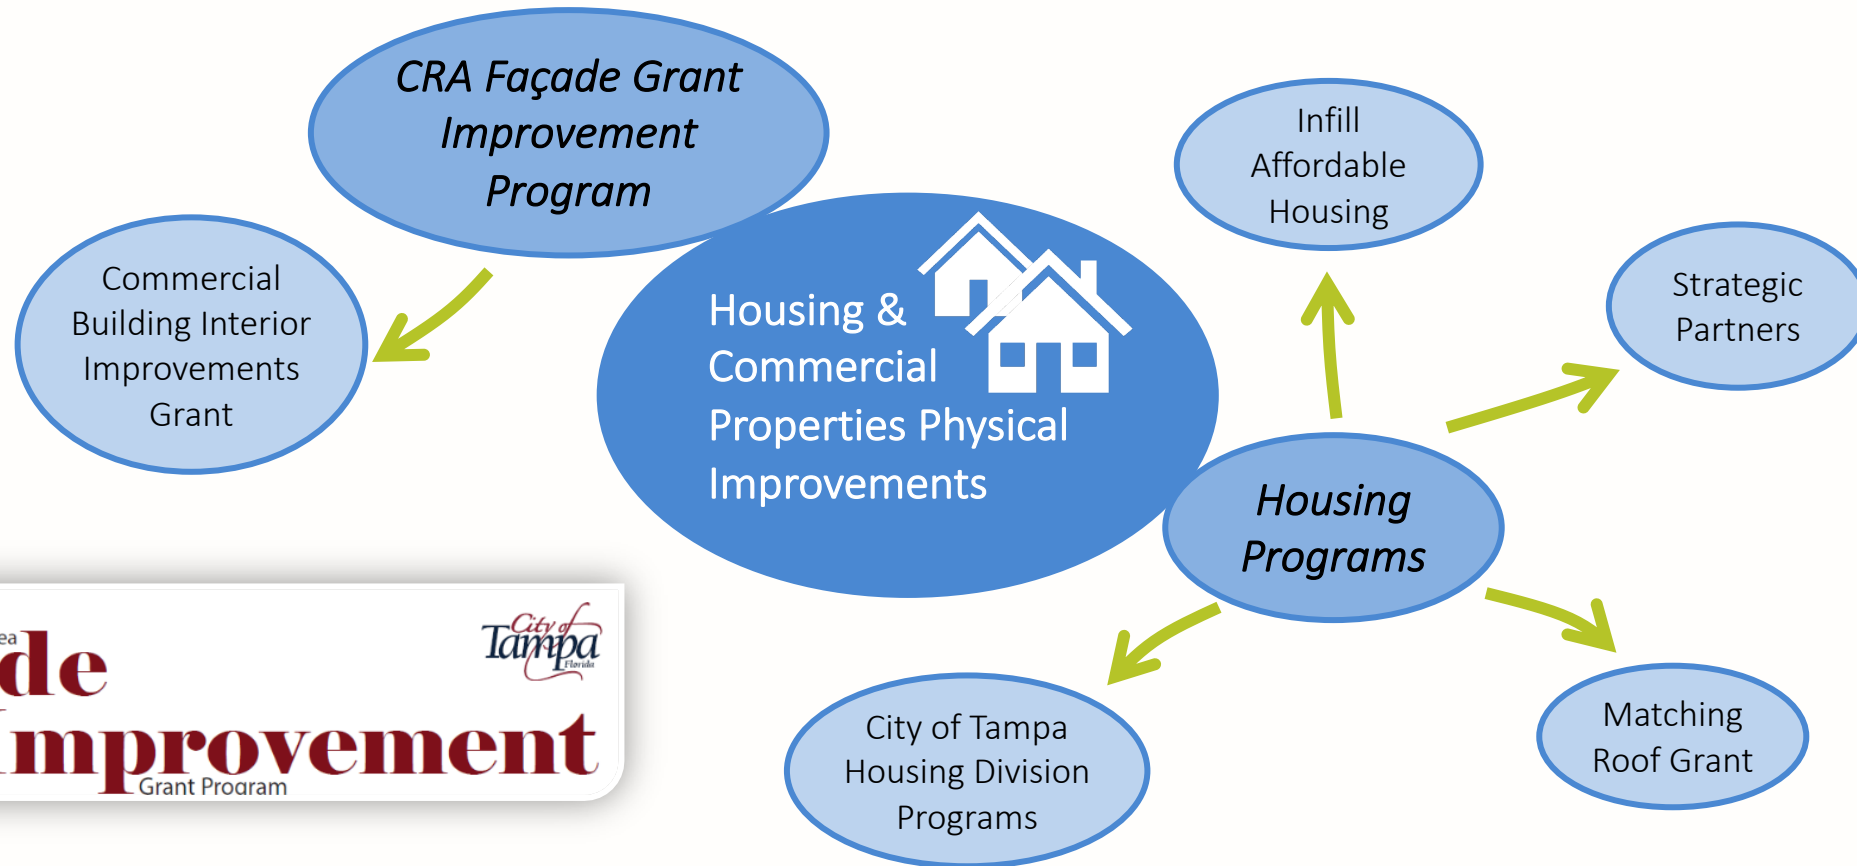 CRA Façade Grant
Improvement
Program
Commercial
Building Interior
Improvements
Grant
Housing &
Commercial
Properties Physical
Improvements
Infill
Affordable
Housing
Strategic
Partners
Housing
Programs
City of Tampa
Housing Division
Programs
Matching
Roof Grant
ea
de
City of
Tampa
Florida
Improvement
Grant Program